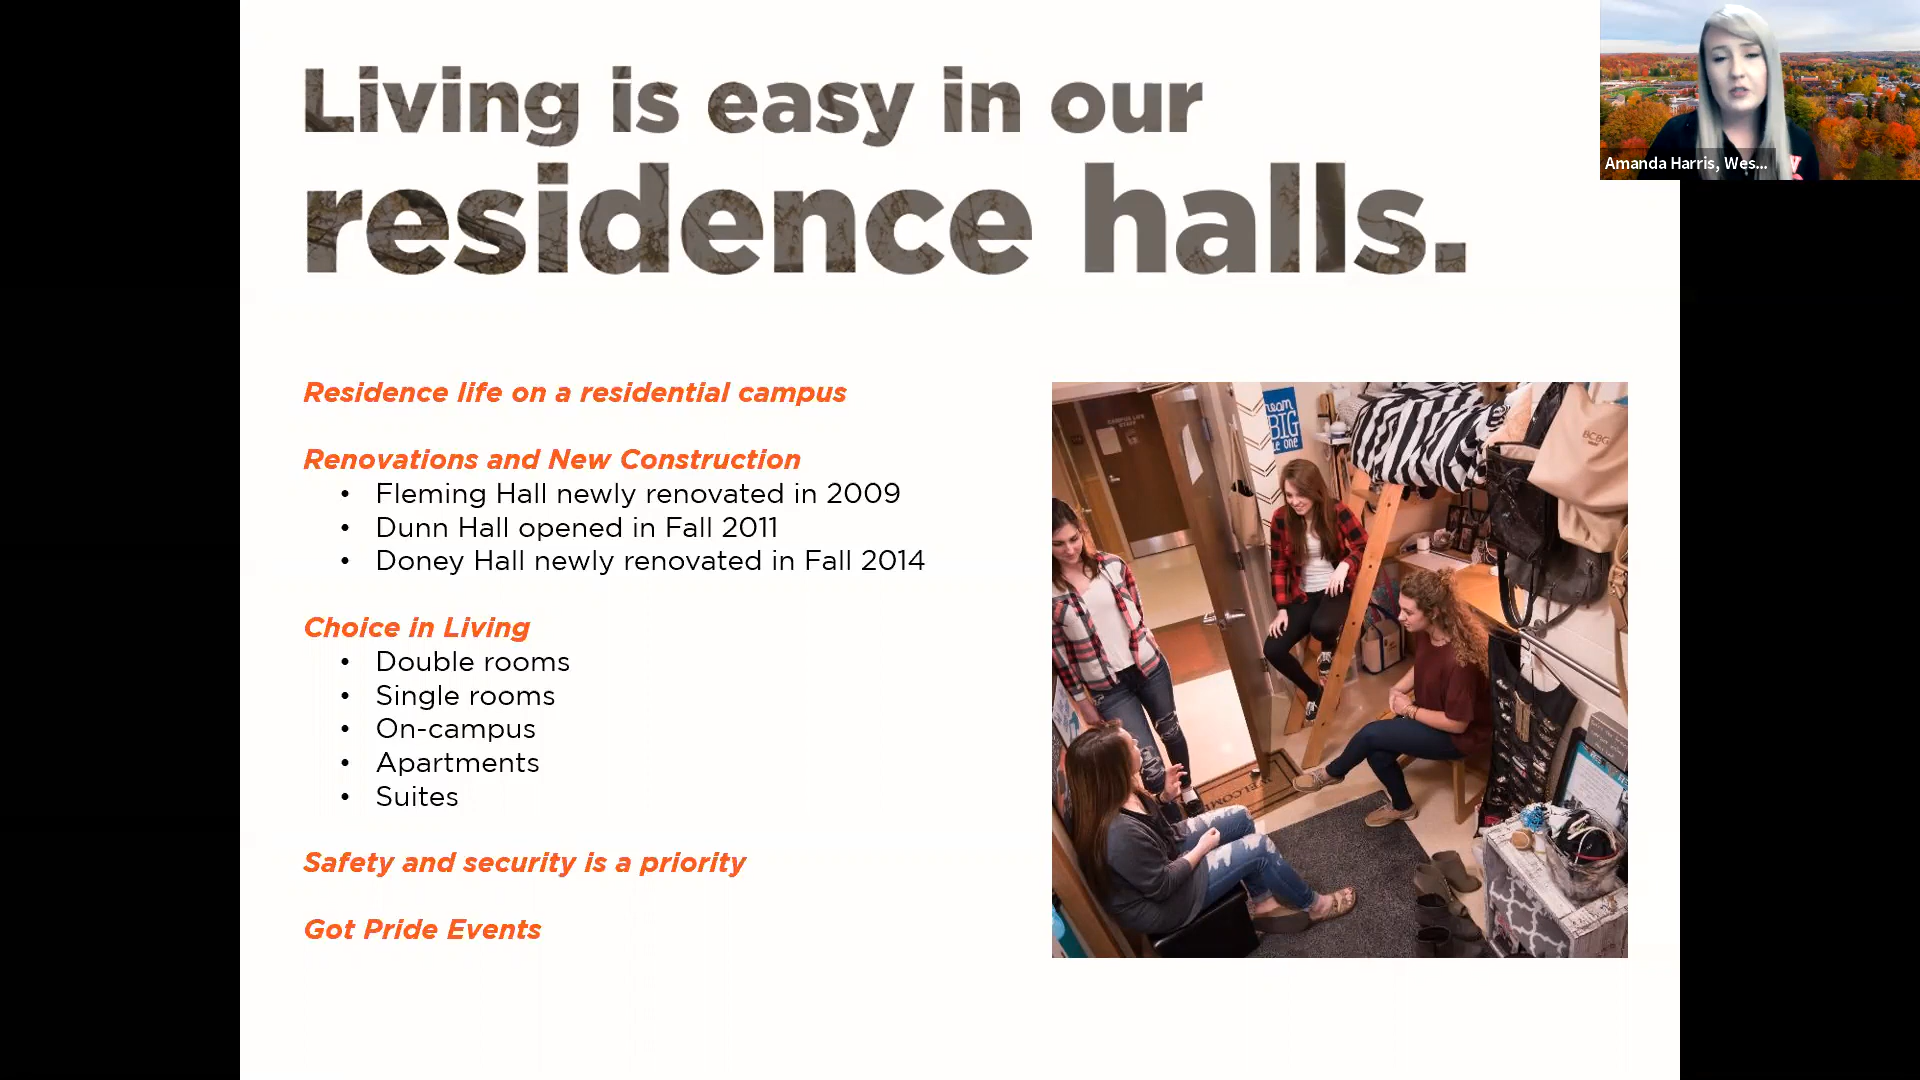 Living is easy in our
residence halls.
Amanda Harris, Wes...
Residence life on a residential campus
Renovations and New Construction
• Fleming Hall newly renovated in 2009
• Dunn Hall opened in Fall 2011
• Doney Hall newly renovated in Fall 2014
Choice in Living
• Double rooms
• Single rooms
• On-campus
• Apartments
• Suites
Safety and security is a priority
Got Pride Events
BIG
BCBG
WELCOME